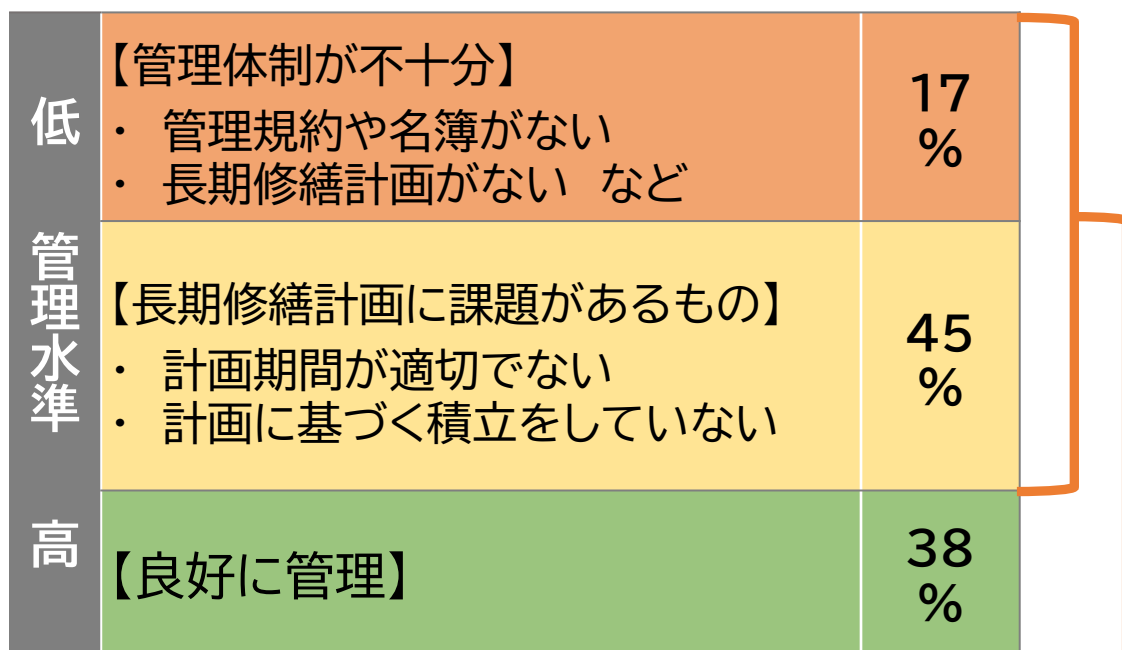 低
管理水準
高
【管理体制が不十分】
・ 管理規約や名簿がない
・ 長期修繕計画がない など
17
%
【長期修繕計画に課題があるもの】
・ 計画期間が適切でない
・ 計画に基づく積立をしていない
45
%
【良好に管理】
38
%